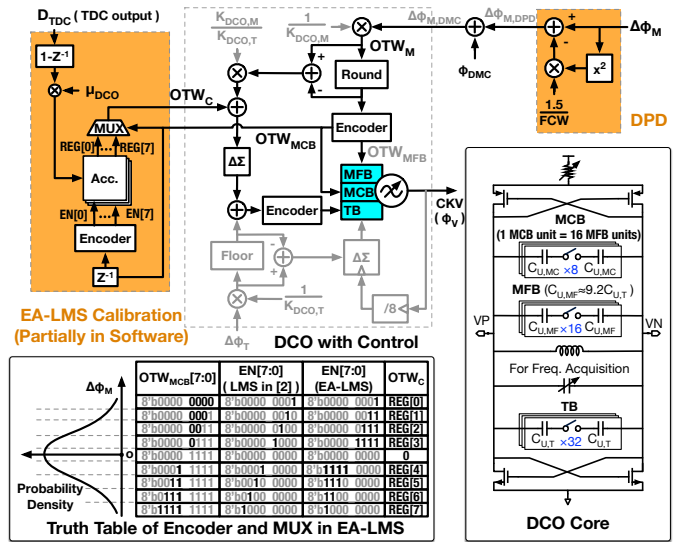 D_TDC ( TDC output)
1-Z⁻¹
μ_DCO
OTW_C
MUX
REG[0] ... REG[7]
Acc.
EN[0] ... EN[7]
Encoder
Z⁻¹
EA-LMS Calibration
(Partially in Software)
K_DCO,M
K_DCO,T
1
K_DCO,M
OTW_M
Round
+
-
Encoder
OTW_MCB
OTW_MFB
ΔΣ
Encoder
MFB
MCB
TB
CKV
( Φ_V )
Floor
-
+
ΔΣ
/8
1
K_DCO,T
Δϕ_T
DCO with Control
Δϕ_M,DMC
Δϕ_M,DPD
ϕ_DMC
+
-
Δϕ_M
x²
1.5
FCW
DPD
MCB
(1 MCB unit = 16 MFB units)
C_U,MC ×8 C_U,MC
MFB (C_U,MF≈9.2C_U,T)
C_U,MF ×16 C_U,MF
VP
VN
For Freq. Acquisition
TB
C_U,T ×32 C_U,T
DCO Core
Δϕ_M
0
Probability
Density
OTW_MCB[7:0] EN[7:0] ( LMS in [2] ) EN[7:0] (EA-LMS) OTW_C
8'b0000 0000 8'b0000 0001 8'b0000 0001 REG[0]
8'b0000 0001 8'b0000 0010 8'b0000 0011 REG[1]
8'b0000 0011 8'b0000 0100 8'b0000 0111 REG[2]
8'b0000 0111 8'b0000 1000 8'b0000 1111 REG[3]
8'b0000 1111 8'b0000 0000 8'b0000 0000 0
8'b0001 1111 8'b0001 0000 8'b1111 0000 REG[4]
8'b0011 1111 8'b0010 0000 8'b1110 0000 REG[5]
8'b0111 1111 8'b0100 0000 8'b1100 0000 REG[6]
8'b1111 1111 8'b1000 0000 8'b1000 0000 REG[7]
Truth Table of Encoder and MUX in EA-LMS